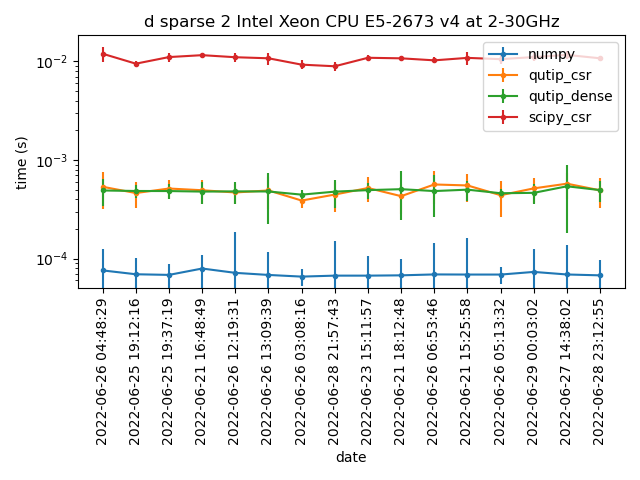 d sparse 2 Intel Xeon CPU E5-2673 v4 at 2-30GHz
numpy
qutip_csr
qutip_dense
scipy_csr
time (s)
10⁻²
10⁻³
10⁻⁴
2022-06-26 04:48:29
2022-06-25 19:12:16
2022-06-25 19:37:19
2022-06-21 16:48:49
2022-06-26 12:19:31
2022-06-26 13:09:39
2022-06-26 03:08:16
2022-06-28 21:57:43
2022-06-23 15:11:57
2022-06-21 18:12:48
2022-06-26 06:53:46
2022-06-21 15:25:58
2022-06-26 05:13:32
2022-06-29 00:03:02
2022-06-27 14:38:02
2022-06-28 23:12:55
date